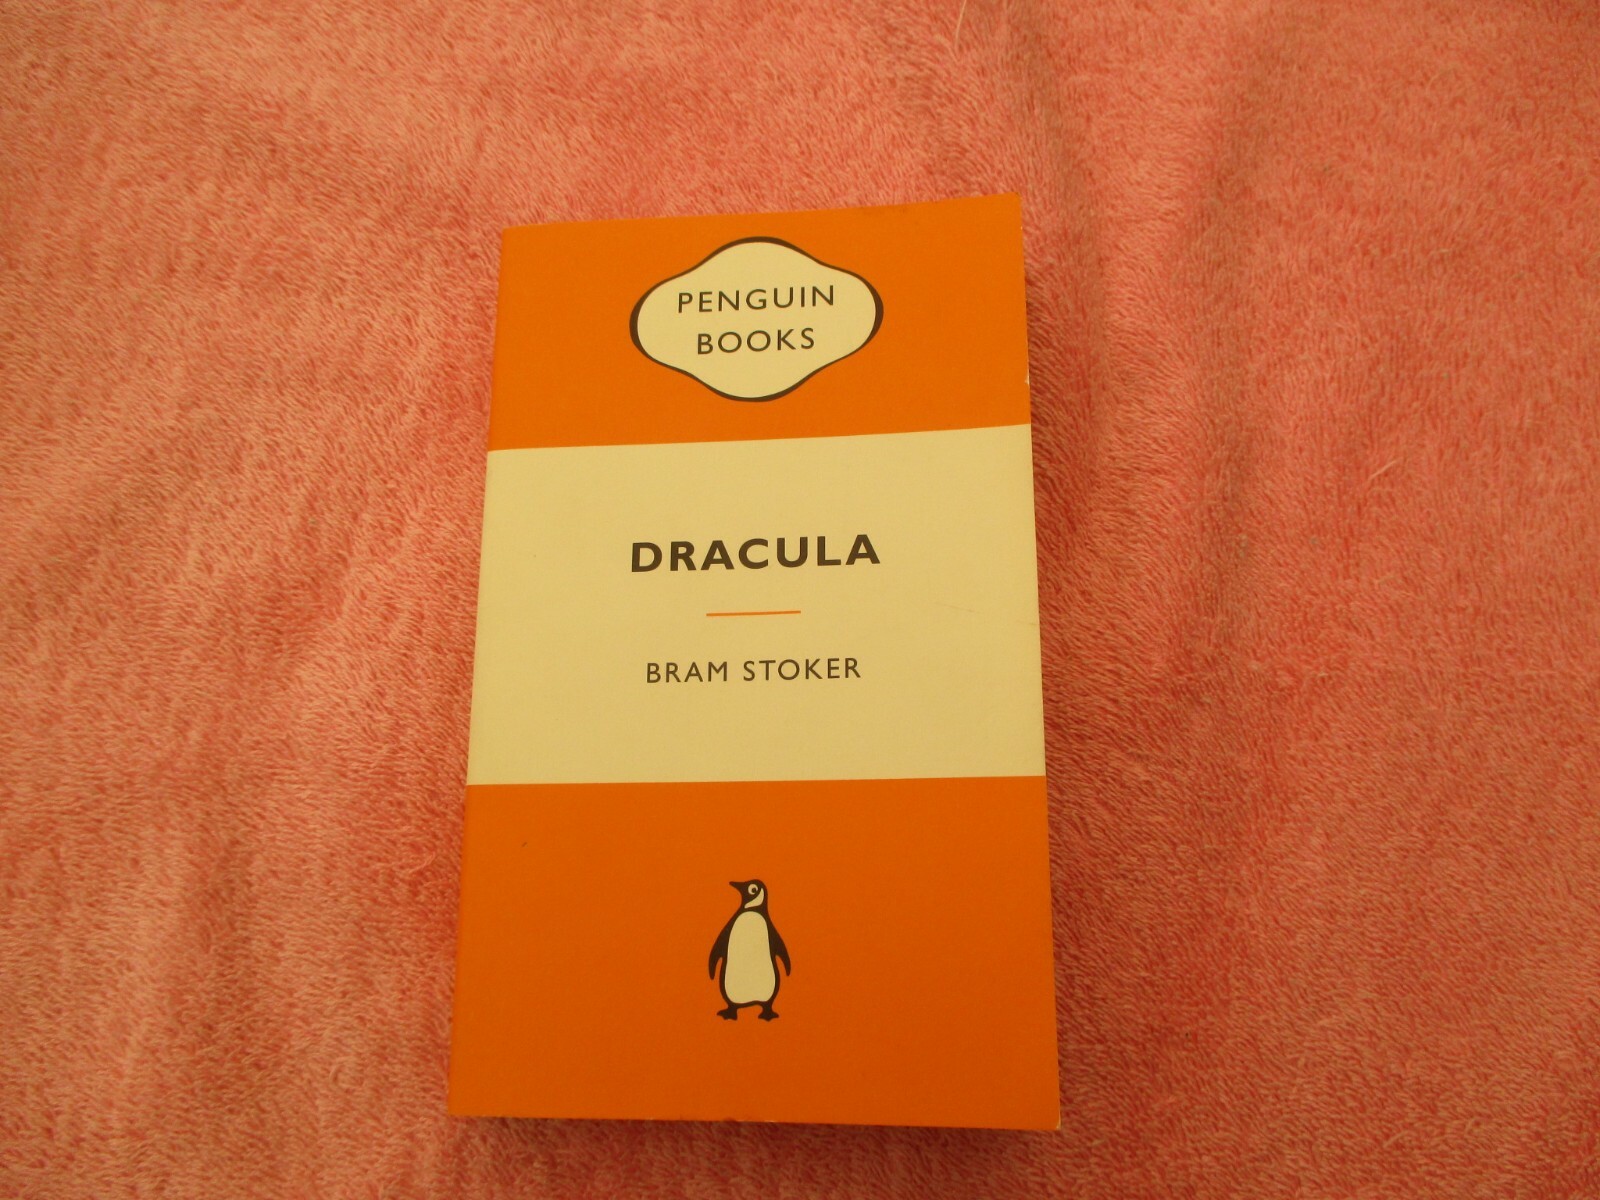 PENGUIN
BOOKS
DRACULA
BRAM STOKER